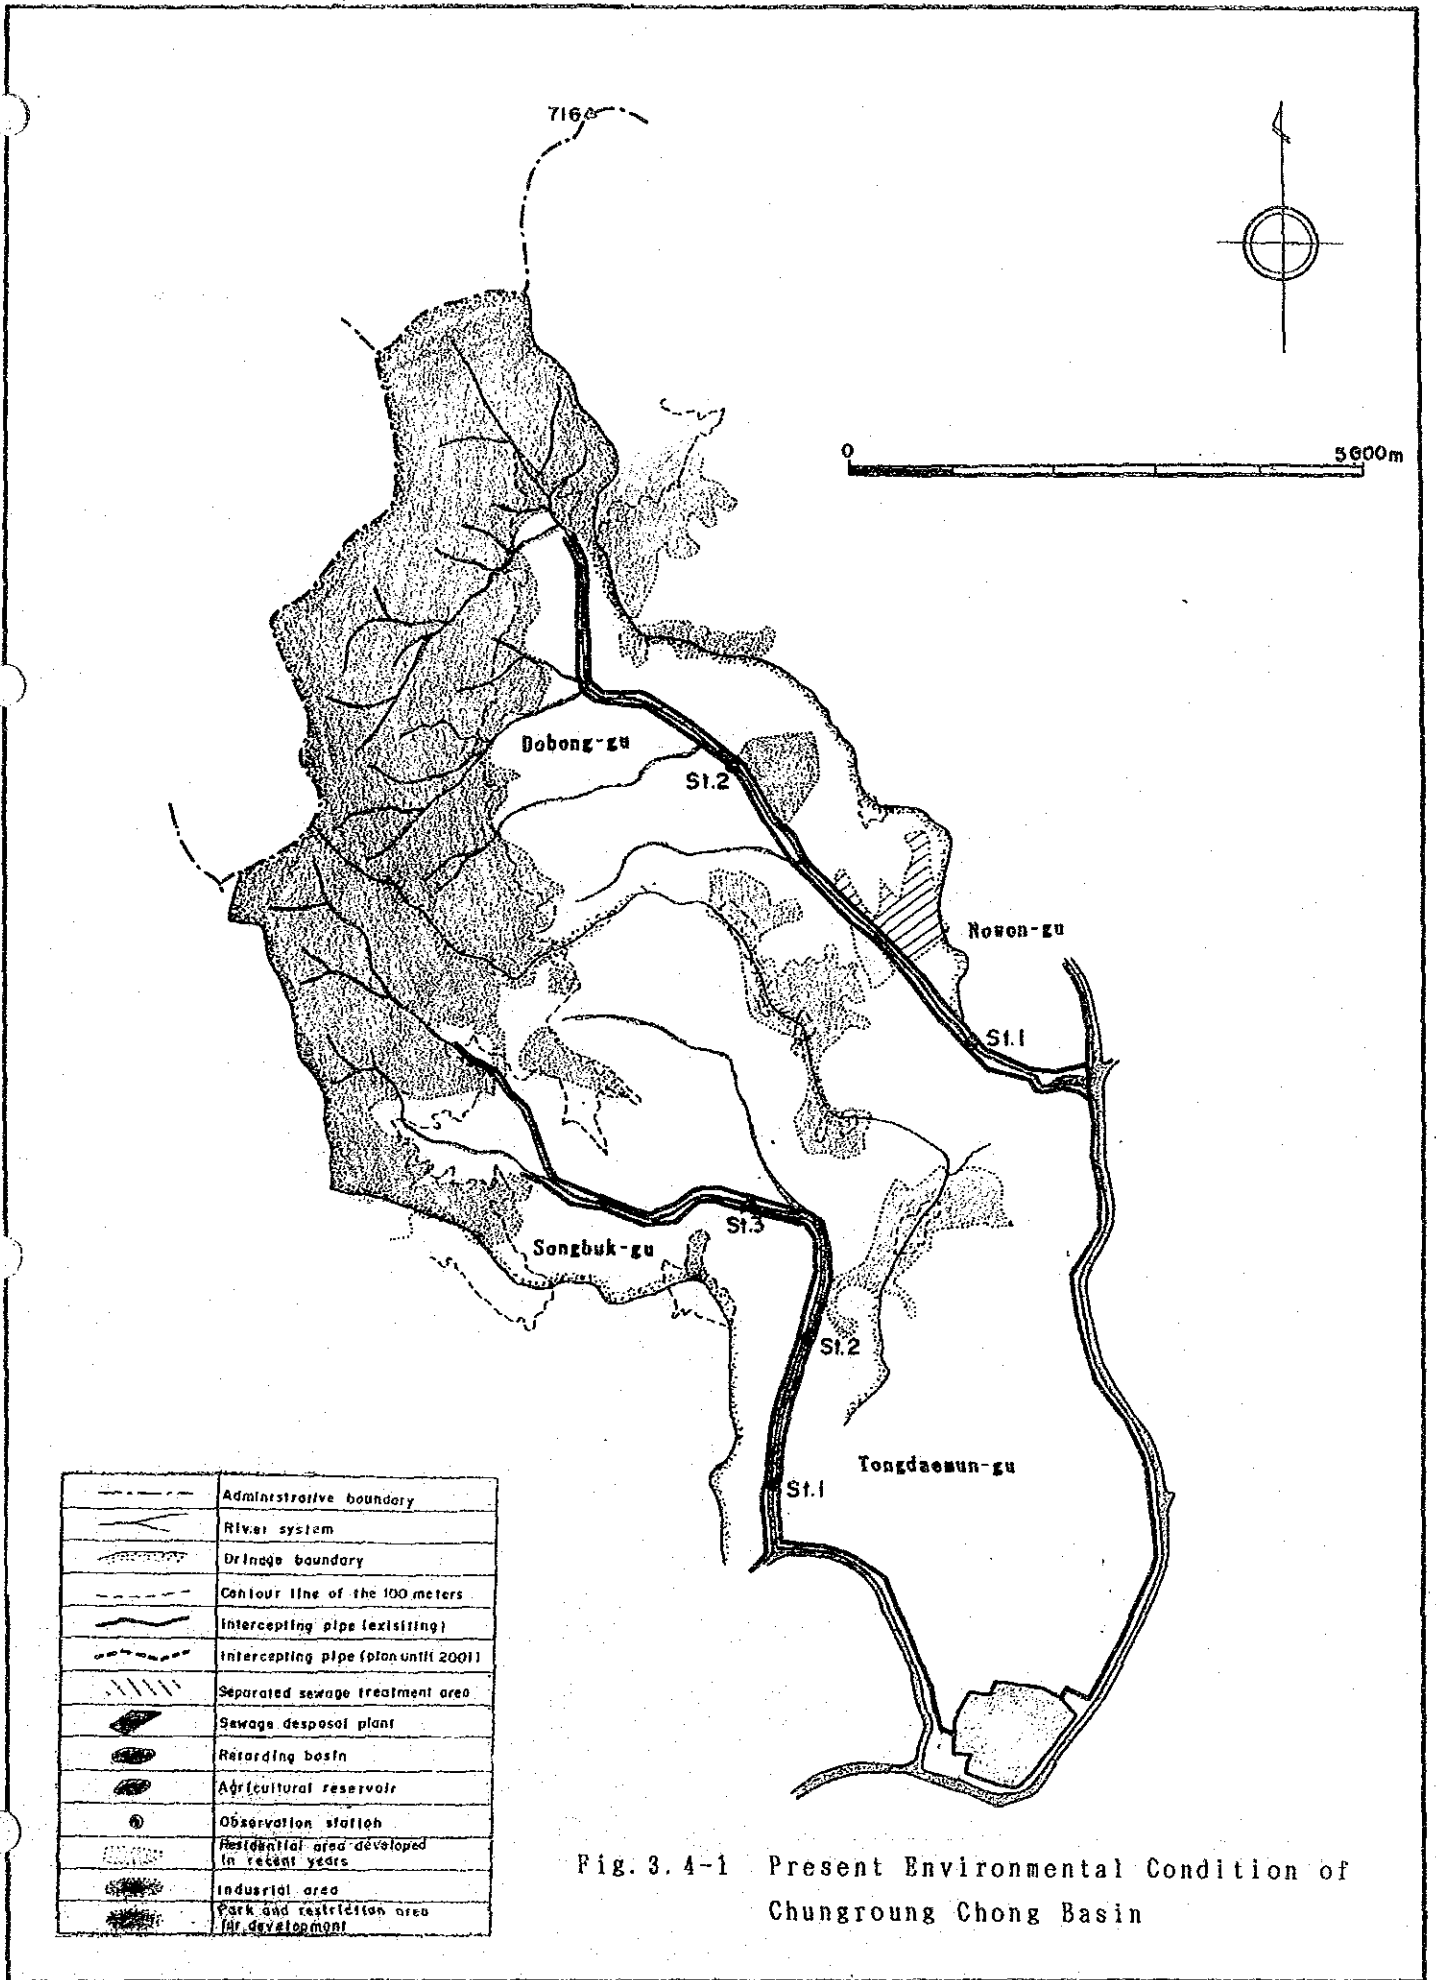 716
0 5000m
Dobong-gu
St.2
Nowon-gu
St.1
St.3
Songbuk-gu
St.2
Tongdaemun-gu
St.1
Administrative boundary
River system
Drinage boundary
Contour line of the 100 meters
Intercepting pipe (exisiting)
Intercepting pipe (plan until 2001)
Separated sewage treatment area
Sewage desposal plant
Retarding basin
Agricultural reservoir
Observation station
Residential area developed
in recent years
Indusrial area
Park and restriction area
for development
Fig. 3. 4-1 Present Environmental Condition of
Chungroung Chong Basin